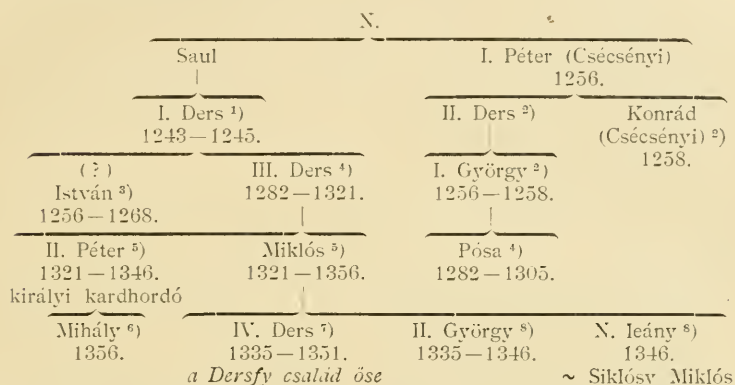 N.
Saul I. Péter (Csécsényi)
1256.
I. Ders ¹) II. Ders ²) Konrád
1243—1245. (Csécsényi) ²)
1258.
(?) III. Ders ⁴) I. György ²)
István ³) 1282—1321. 1256—1258.
1256—1268.
II. Péter ⁵) Miklós ⁵) Pósa ⁴)
1321—1346. 1321—1356. 1282—1305.
királyi kardhordó
Mihály ⁶) IV. Ders ⁷) II. György ⁸) N. leány ⁸)
1356. 1335—1351. 1335—1346. 1346.
a Dersfy család őse ~ Siklósy Miklós